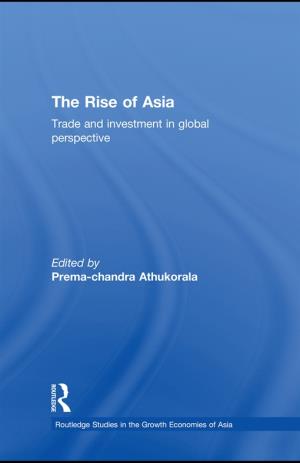 The Rise of Asia
Trade and investment in global
perspective
Edited by
Prema-chandra Athukorala
ROUTLEDGE
Routledge Studies in the Growth Economies of Asia